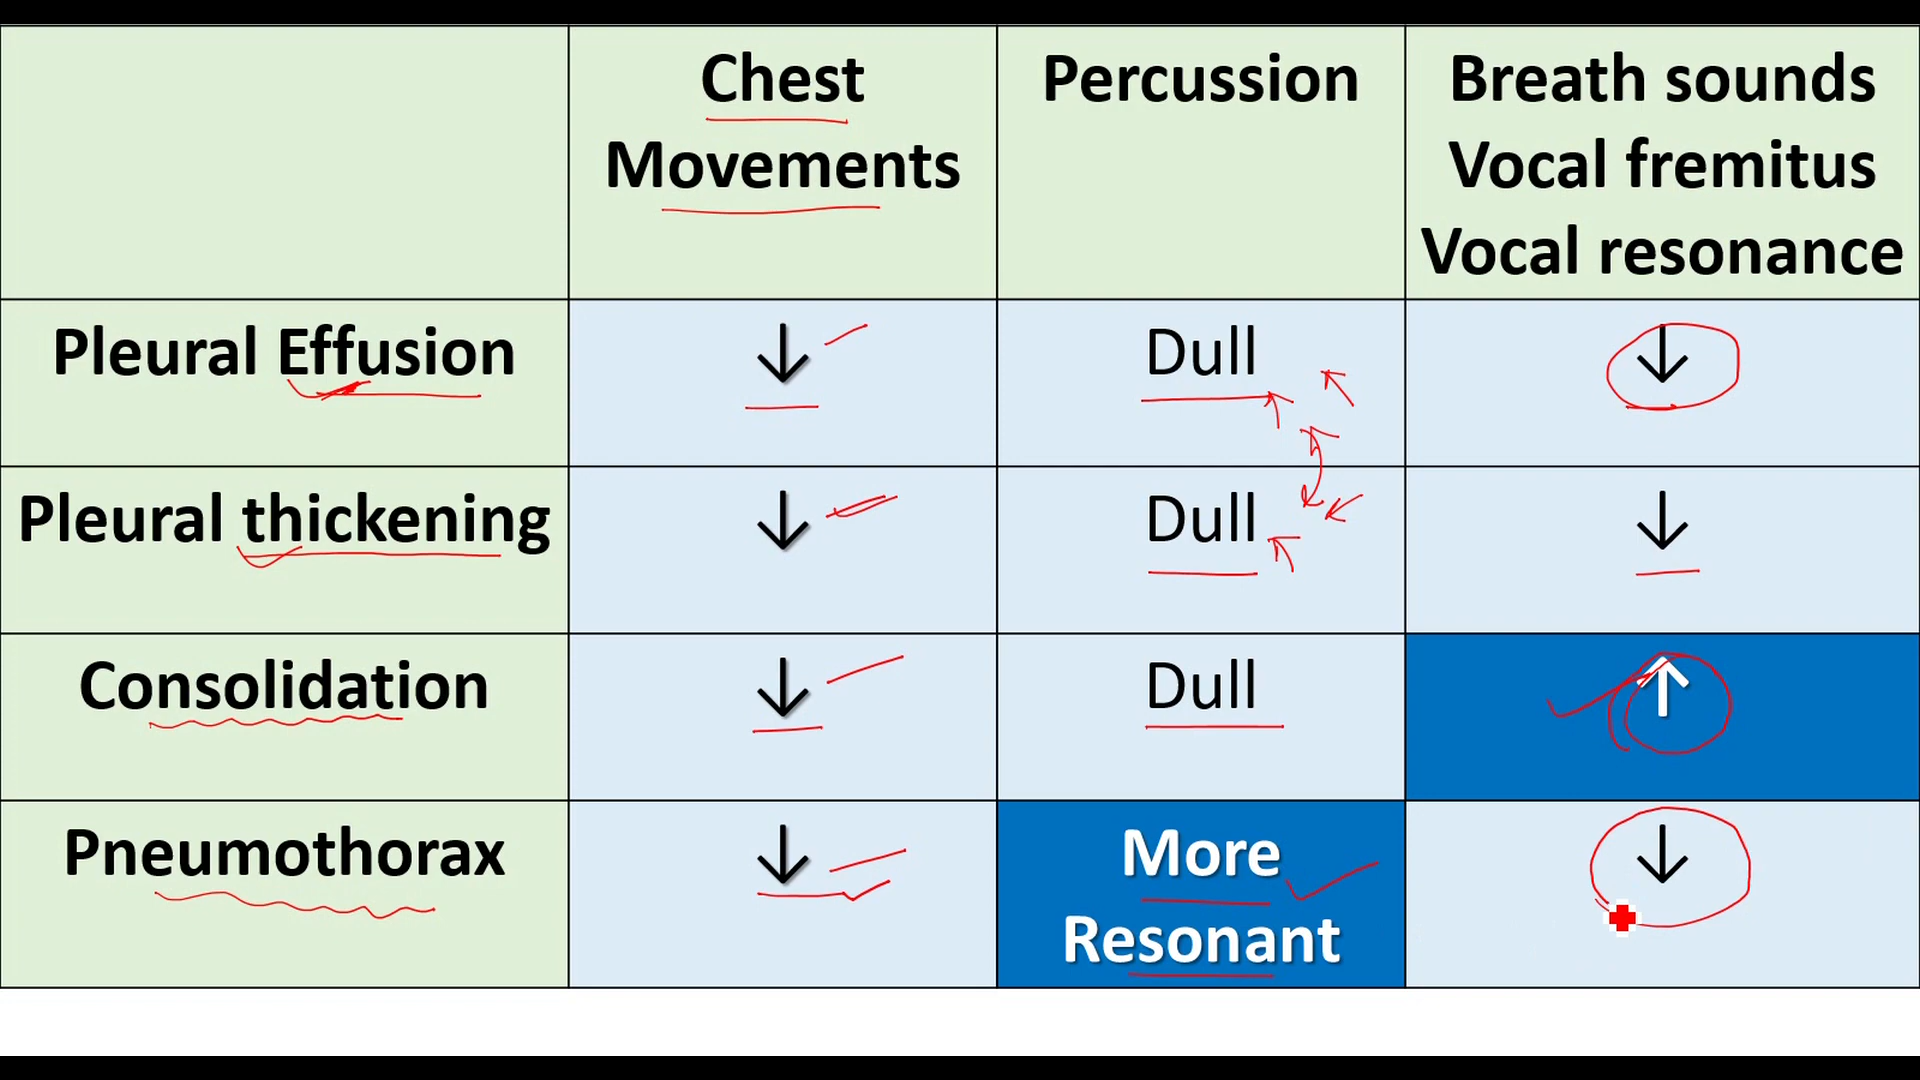 Chest
Movements
Percussion
Breath sounds
Vocal fremitus
Vocal resonance
Pleural Effusion
↓
Dull
↓
Pleural thickening
↓
Dull
↓
Consolidation
↓
Dull
↑
Pneumothorax
↓
More
Resonant
↓